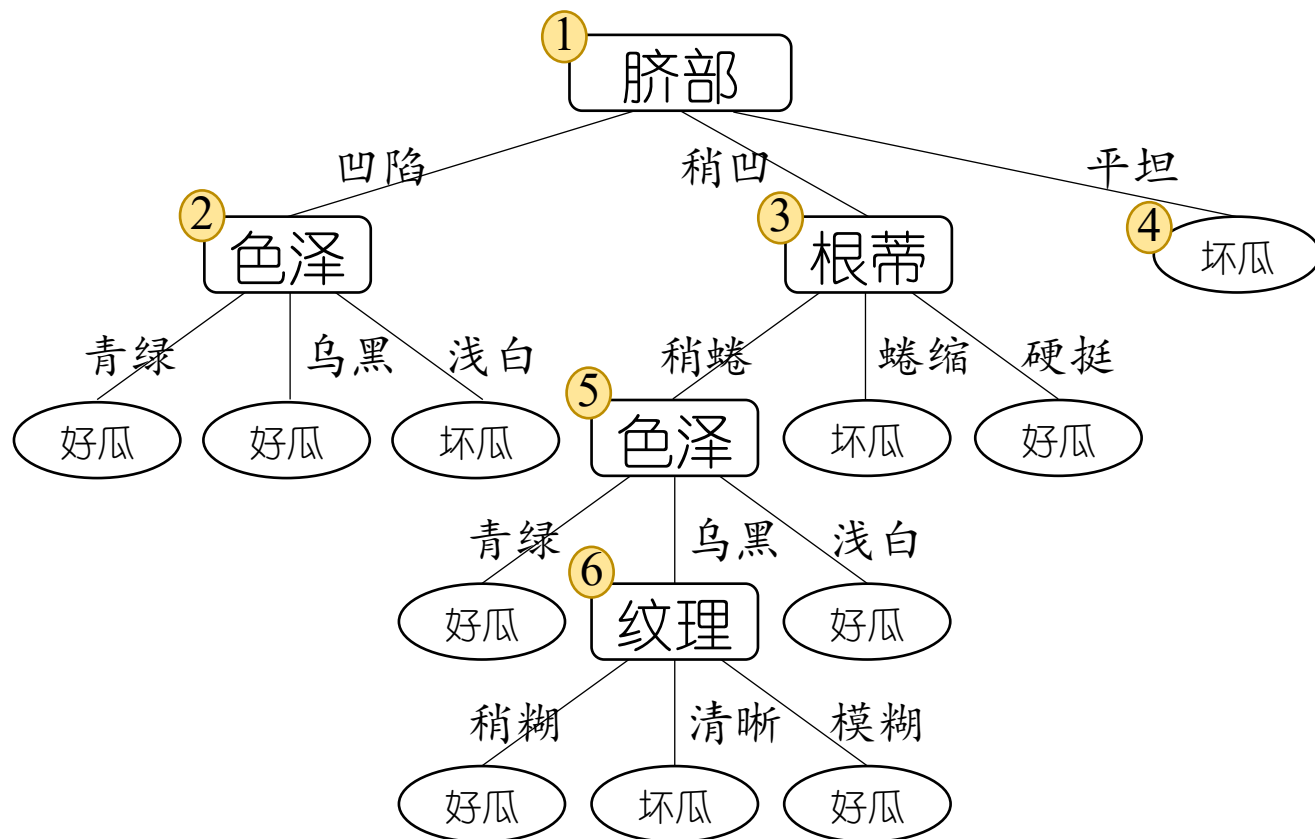 1
脐部
凹陷 稍凹 平坦
2 3 4
色泽 根蒂 坏瓜
青绿 乌黑 浅白 稍蜷 蜷缩 硬挺
5
好瓜 好瓜 坏瓜 色泽 坏瓜 好瓜
青绿 乌黑 浅白
6
好瓜 纹理 好瓜
稍糊 清晰 模糊
好瓜 坏瓜 好瓜